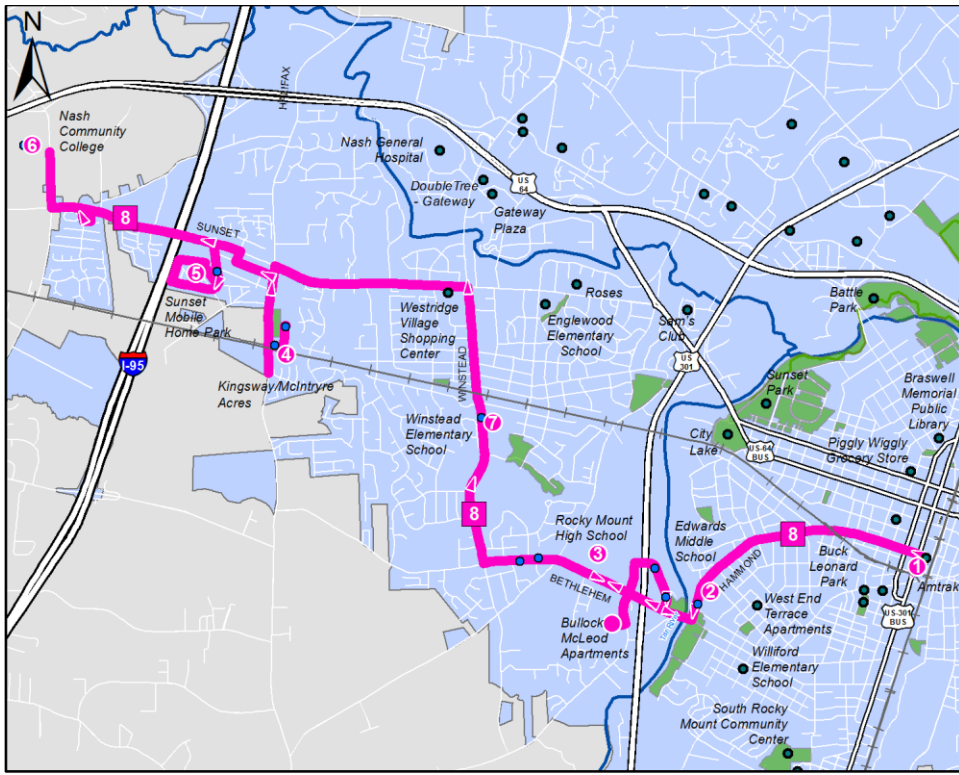 N
HALIFAX
Nash
Community
College
6
Nash General
Hospital
US
64
DoubleTree
- Gateway
Gateway
Plaza
8
SUNSET
5
Sunset
Mobile
Home Park
Westridge
Village
Shopping
Center
Roses
Englewood
Elementary
School
Sam's
Club
Battle
Park
I-95
4
Kingsway/McIntryre
Acres
WINSTEAD
US
301
Sunset
Park
Braswell
Memorial
Public
Library
Winstead
Elementary
School
7
City
Lake
US-64
BUS
Piggly Wiggly
Grocery Store
8
Rocky Mount
High School
3
Edwards
Middle
School
8
BETHLEHEM
2
HAMMOND
Buck
Leonard
Park
1
Amtrak
Bullock
McLeod
Apartments
West End
Terrace
Apartments
US-301
BUS
Williford
Elementary
School
South Rocky
Mount Community
Center